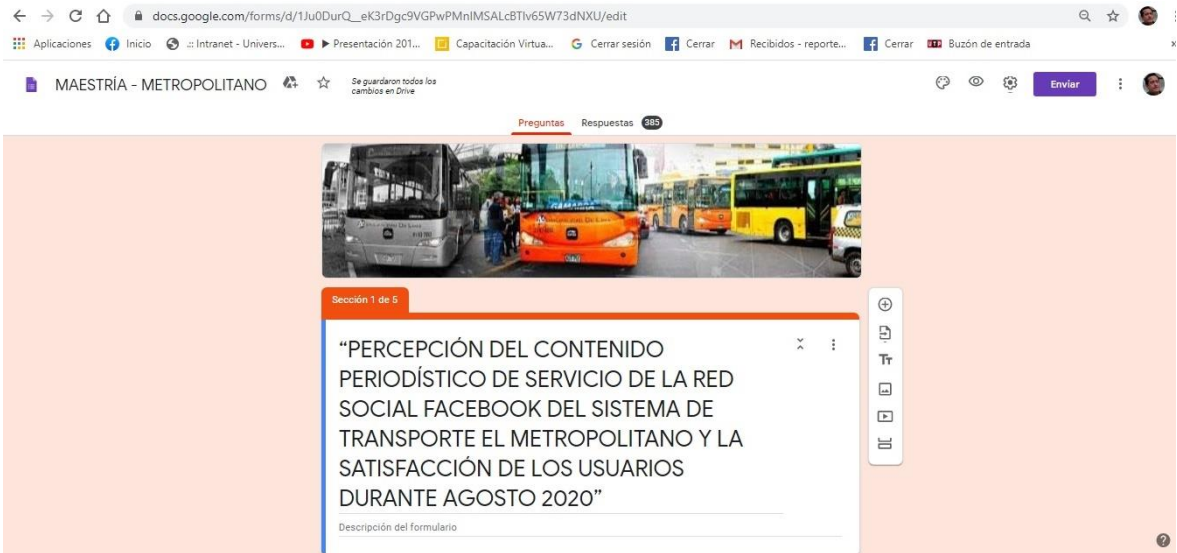 docs.google.com/forms/d/1Ju0DurQ__eK3rDgc9VGPwPMnIMSALcBTlv65W73dNXU/edit
Aplicaciones Inicio .:: Intranet - Univers... ► Presentación 201... Capacitación Virtua... Cerrar sesión Cerrar Recibidos - reporte... Cerrar Buzón de entrada
MAESTRÍA - METROPOLITANO Se guardaron todos los
cambios en Drive
Enviar
Preguntas Respuestas 385
Sección 1 de 5
“PERCEPCIÓN DEL CONTENIDO
PERIODÍSTICO DE SERVICIO DE LA RED
SOCIAL FACEBOOK DEL SISTEMA DE
TRANSPORTE EL METROPOLITANO Y LA
SATISFACCIÓN DE LOS USUARIOS
DURANTE AGOSTO 2020”
Descripción del formulario
Tт